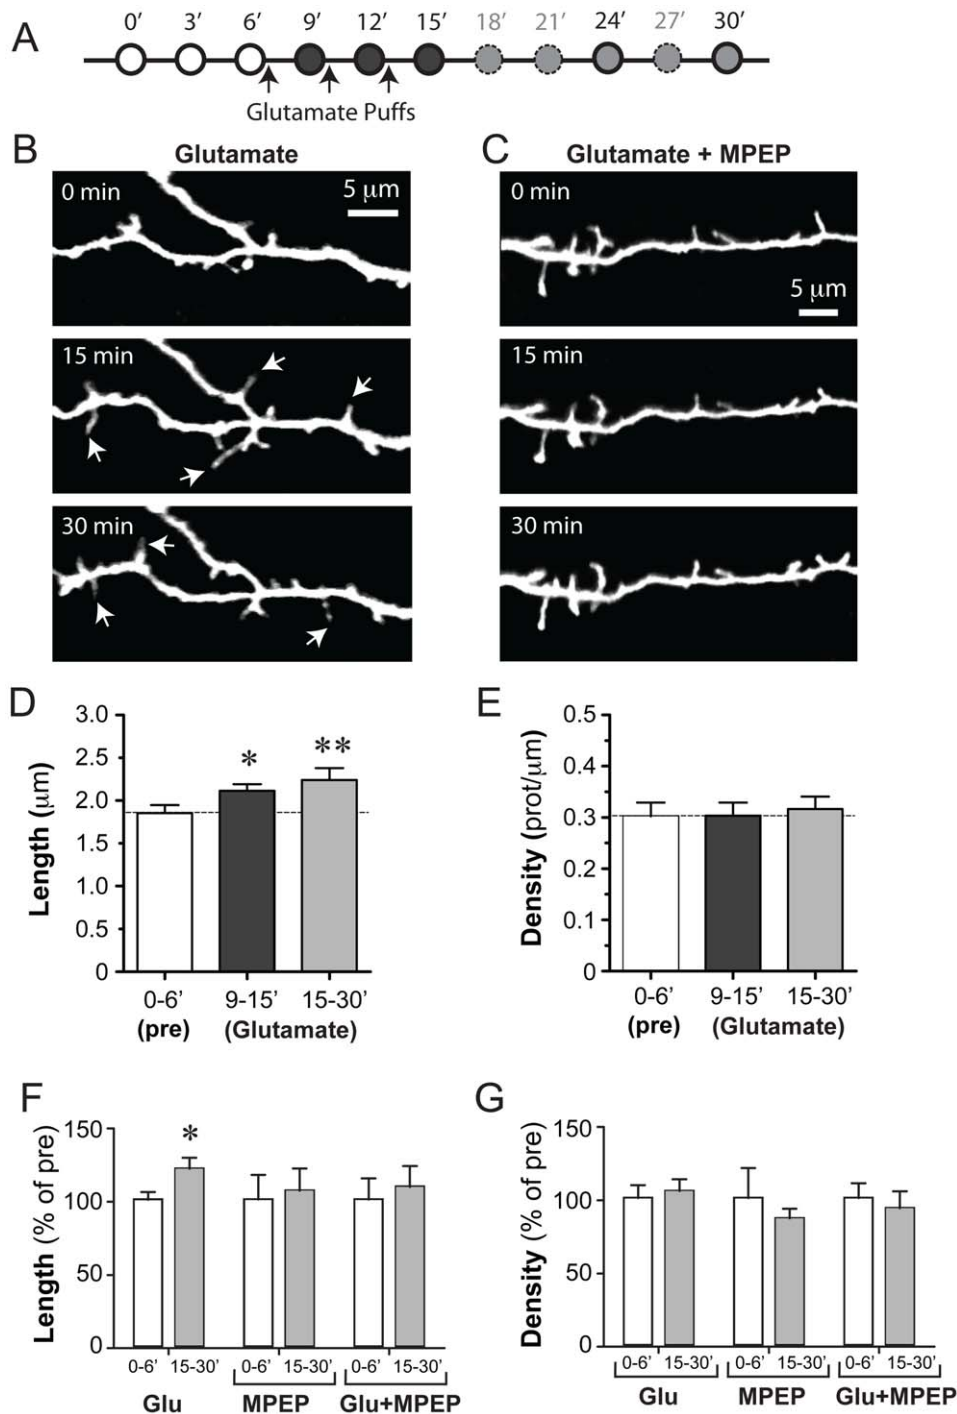 A
0′ 3′ 6′ 9′ 12′ 15′ 18′ 21′ 24′ 27′ 30′
Glutamate Puffs
B
Glutamate
0 min
5 μm
15 min
30 min
C
Glutamate + MPEP
0 min
5 μm
15 min
30 min
D
Length (μm)
3.0
2.5
2.0
1.5
1.0
0.5
0
*
**
0-6’ 9-15’ 15-30’
(pre) (Glutamate)
E
Density (prot/μm)
0.5
0.4
0.3
0.2
0.1
0
0-6’ 9-15’ 15-30’
(pre) (Glutamate)
F
Length (% of pre)
150
100
50
0
*
0-6’ 15-30’ 0-6’ 15-30’ 0-6’ 15-30’
Glu MPEP Glu+MPEP
G
Density (% of pre)
150
100
50
0
0-6’ 15-30’ 0-6’ 15-30’ 0-6’ 15-30’
Glu MPEP Glu+MPEP